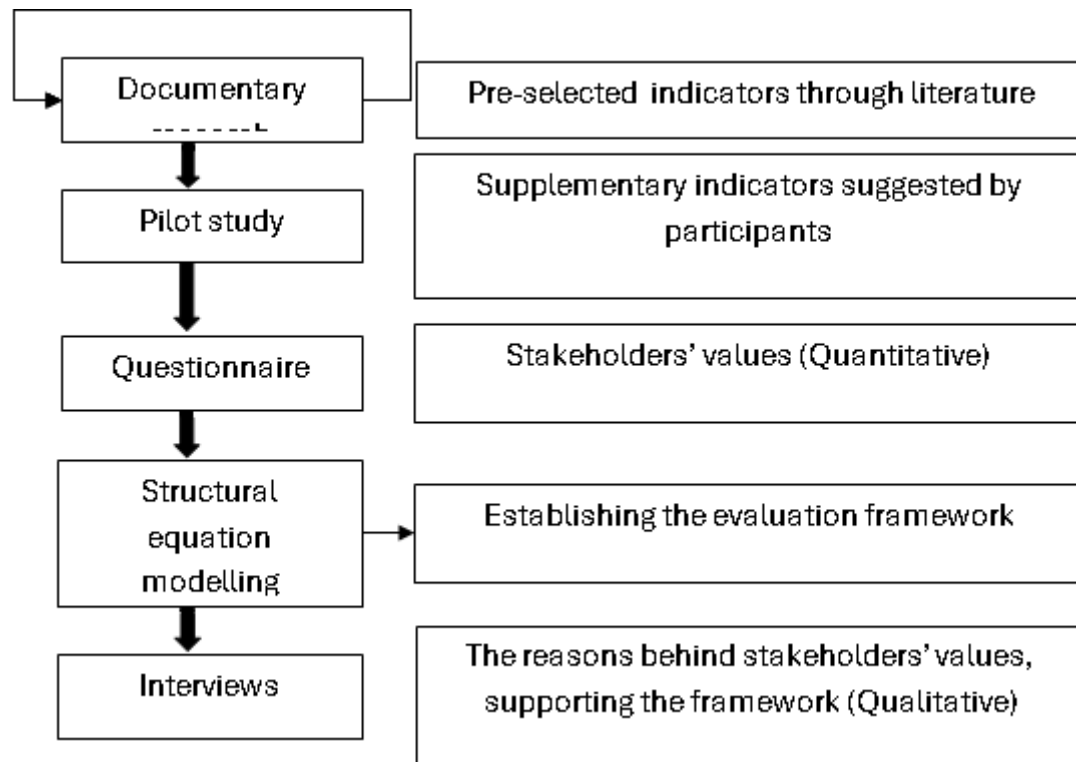 Documentary
Pre-selected indicators through literature
Pilot study
Supplementary indicators suggested by
participants
Questionnaire
Stakeholders’ values (Quantitative)
Structural
equation
modelling
Establishing the evaluation framework
Interviews
The reasons behind stakeholders’ values,
supporting the framework (Qualitative)